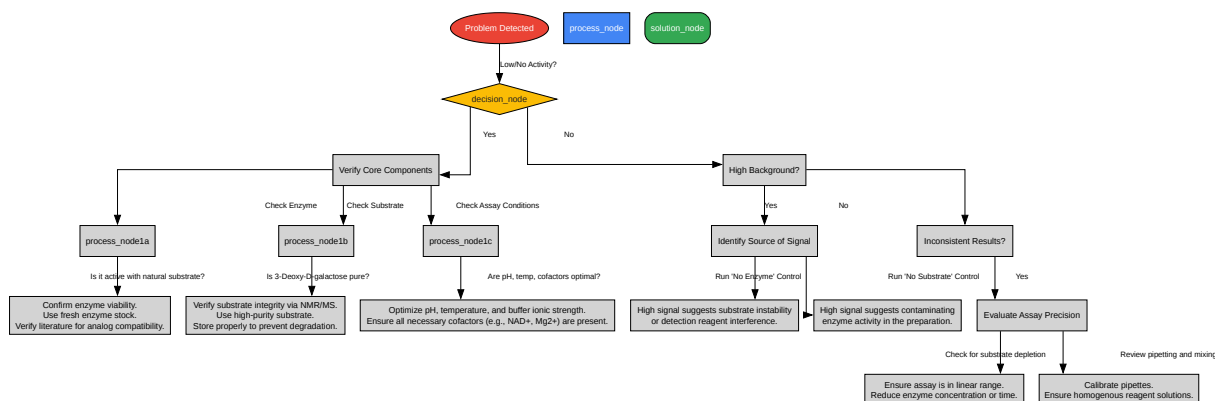 Problem Detected
process_node
solution_node
Low/No Activity?
decision_node
Yes
No
Verify Core Components
High Background?
Check Enzyme
Check Substrate
Check Assay Conditions
Yes
No
process_node1a
process_node1b
process_node1c
Identify Source of Signal
Inconsistent Results?
Is it active with natural substrate?
Is 3-Deoxy-D-galactose pure?
Are pH, temp, cofactors optimal?
Run 'No Enzyme' Control
Run 'No Substrate' Control
Yes
Confirm enzyme viability.
Use fresh enzyme stock.
Verify literature for analog compatibility.
Verify substrate integrity via NMR/MS.
Use high-purity substrate.
Store properly to prevent degradation.
Optimize pH, temperature, and buffer ionic strength.
Ensure all necessary cofactors (e.g., NAD+, Mg2+) are present.
High signal suggests substrate instability
or detection reagent interference.
High signal suggests contaminating
enzyme activity in the preparation.
Evaluate Assay Precision
Check for substrate depletion
Review pipetting and mixing
Ensure assay is in linear range.
Reduce enzyme concentration or time.
Calibrate pipettes.
Ensure homogenous reagent solutions.